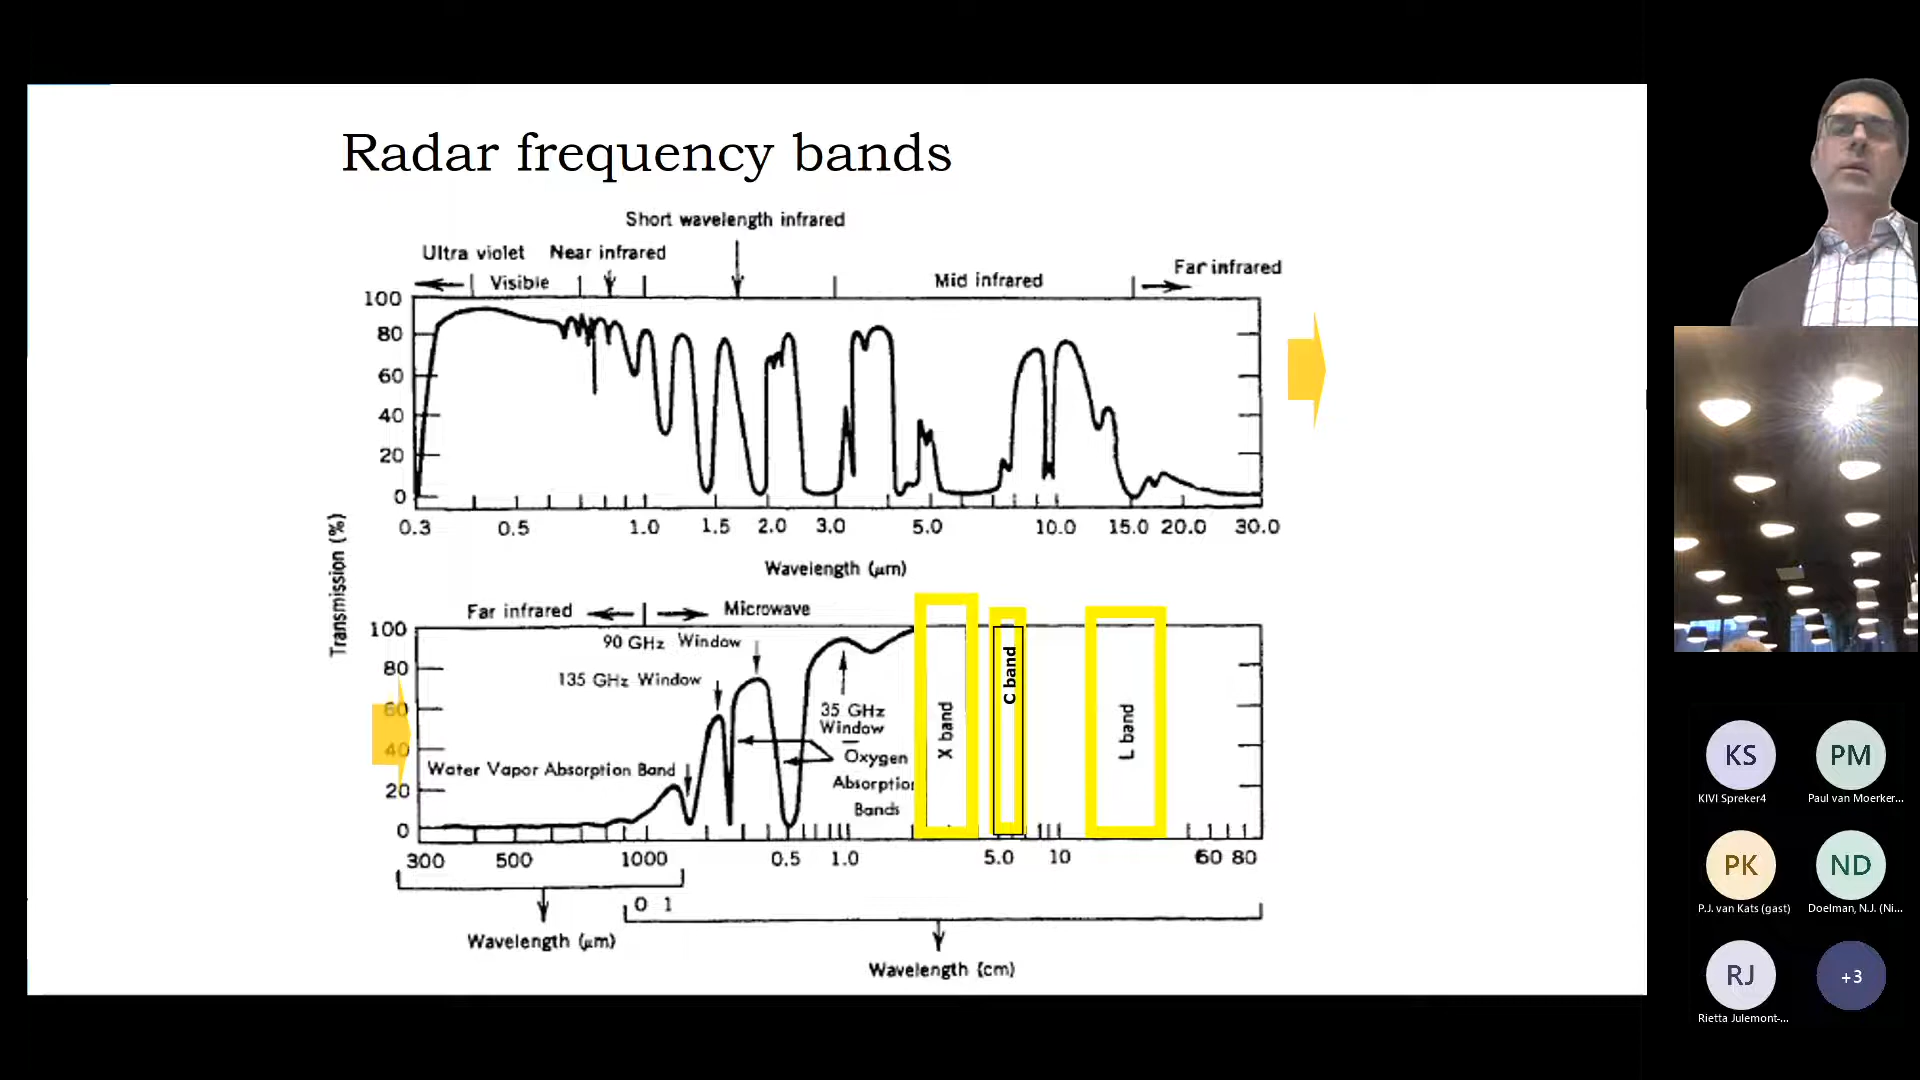 Radar frequency bands
Short wavelength infrared
Ultra violet
Near infrared
Visible
Mid infrared
Far infrared
100
80
60
40
20
0
0.3
0.5
1.0
1.5
2.0
3.0
5.0
10.0
15.0
20.0
30.0
Wavelength (μm)
Transmission (%)
Far infrared
Microwave
100
80
60
40
20
0
90 GHz Window
135 GHz Window
35 GHz
Window
Oxygen
Absorption
Bands
Water Vapor Absorption Band
X band
C band
L band
300
500
1000
0.5
1.0
5.0
10
60
80
0 1
Wavelength (μm)
Wavelength (cm)
KS
KIVI Spreker4
PM
Paul van Moerker...
PK
P.J. van Kats (gast)
ND
Doelman, N.J. (Ni...
RJ
Rietta Julemont-...
+3